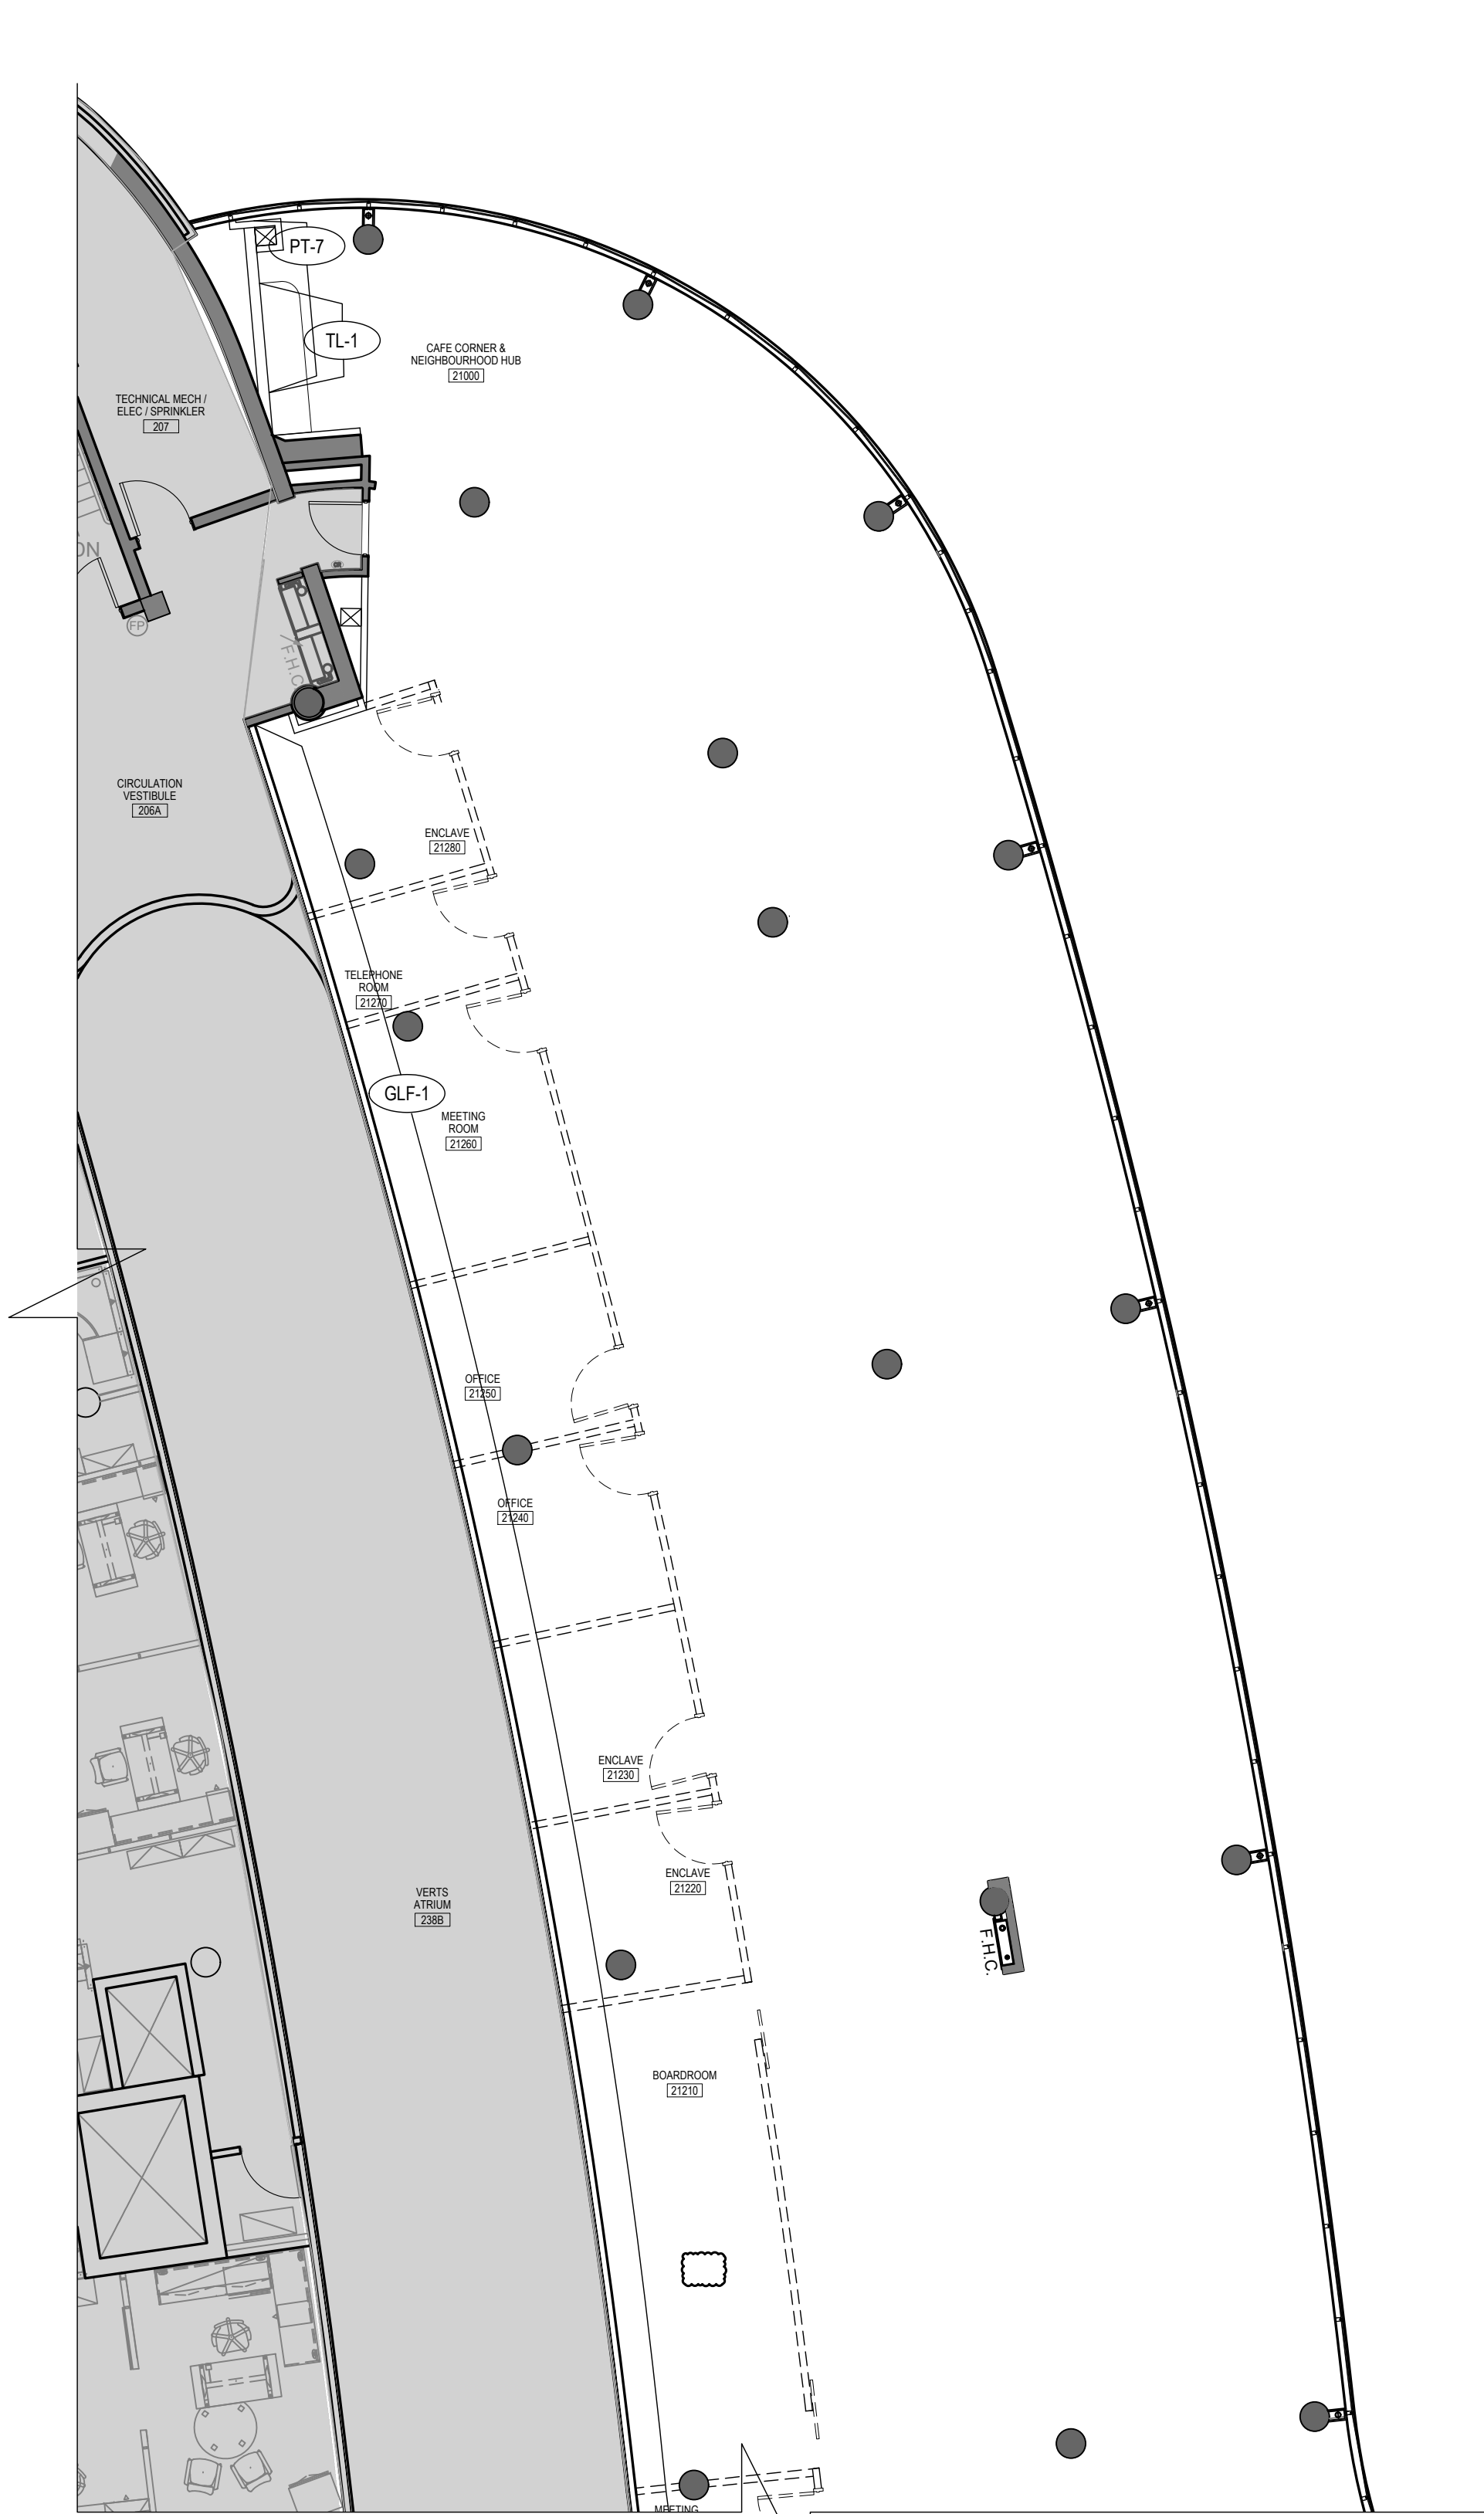 PT-7
TL-1
CAFE CORNER &
NEIGHBOURHOOD HUB
21000
TECHNICAL MECH /
ELEC / SPRINKLER
207
ON
FP
F.H.C.
CIRCULATION
VESTIBULE
206A
ENCLAVE
21280
TELEPHONE
ROOM
21270
GLF-1
MEETING
ROOM
21260
OFFICE
21250
OFFICE
21240
ENCLAVE
21230
ENCLAVE
21220
VERTS
ATRIUM
238B
F.H.C.
BOARDROOM
21210
MEETING